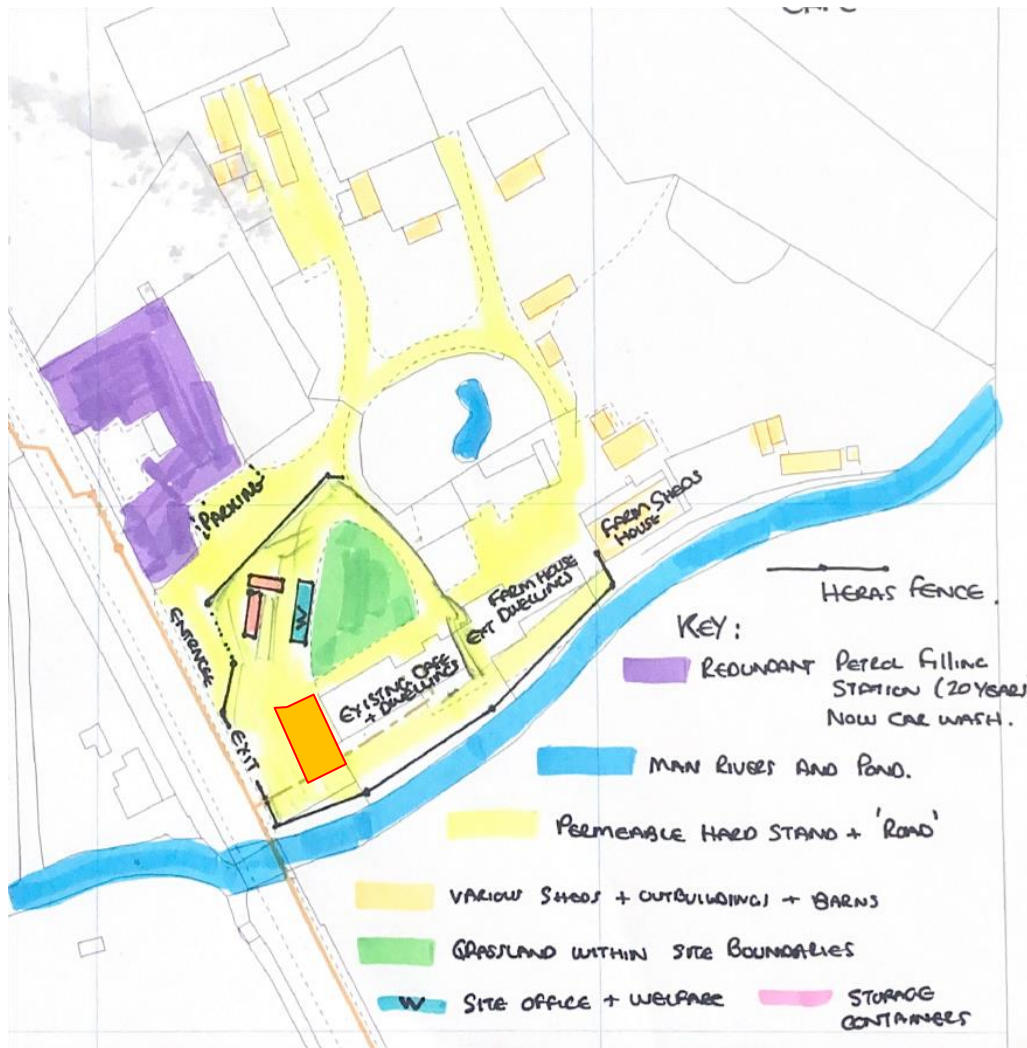 CAFE
PARKING
ENTRANCE
EXIT
W
EXISTING CAFE
+ DWELLINGS
FARM HOUSE
EXT DWELLINGS
FARM SHEDS
HOUSE
HERAS FENCE.
KEY:
REDUNDANT PETROL FILLING
STATION (20 YEARS)
NOW CAR WASH.
MAN RIVERS AND POND.
PERMEABLE HARD STAND + 'ROAD'
VARIOUS SHEDS + OUTBUILDINGS + BARNS
GRASSLAND WITHIN SITE BOUNDARIES
W SITE OFFICE + WELFARE
STORAGE
CONTAINERS